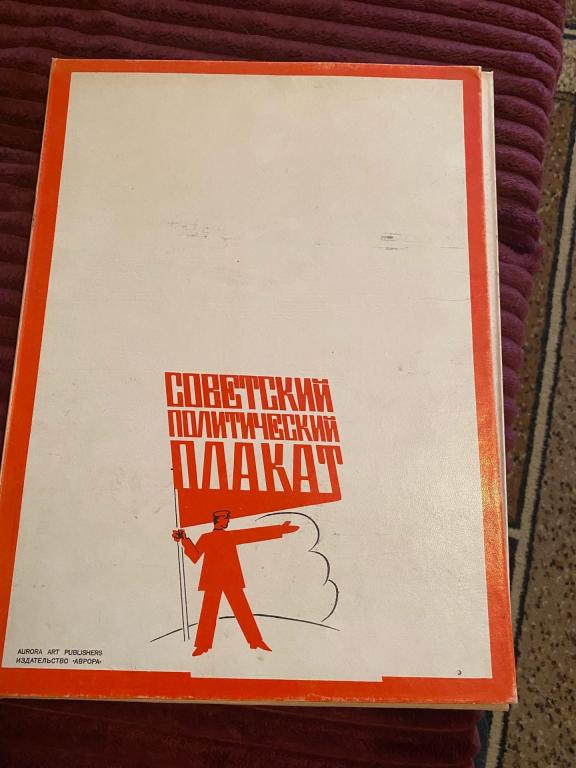 СОВЕТСКИЙ
ПОЛИТИЧЕСКИЙ
ПЛАКАТ
AURORA ART PUBLISHERS
ИЗДАТЕЛЬСТВО «АВРОРА»
Э